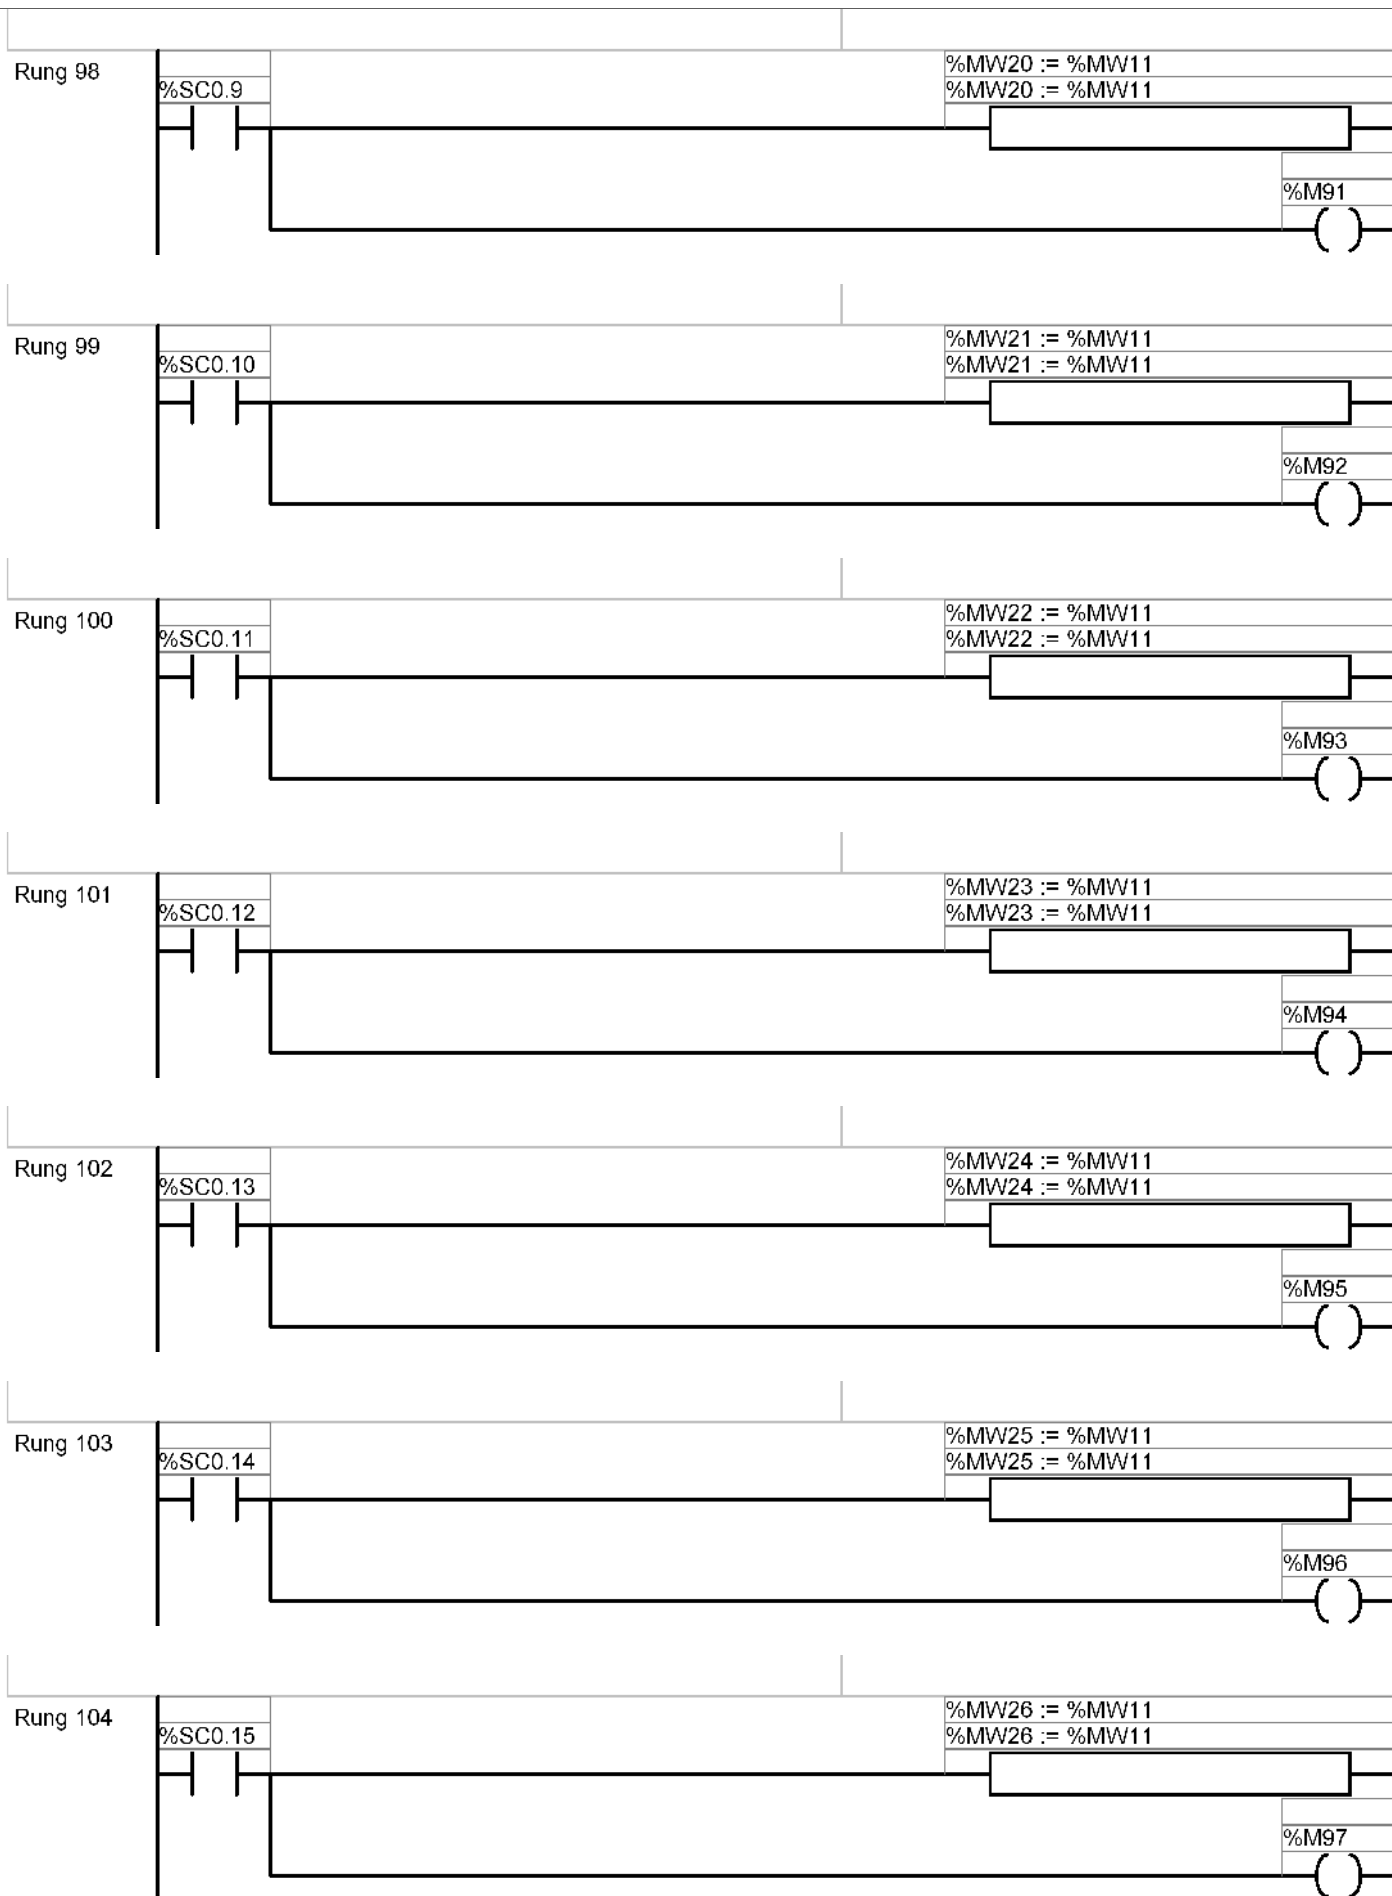 Rung 98
%MW20 := %MW11
%SC0.9
%MW20 := %MW11
%M91
Rung 99
%MW21 := %MW11
%SC0.10
%MW21 := %MW11
%M92
Rung 100
%MW22 := %MW11
%SC0.11
%MW22 := %MW11
%M93
Rung 101
%MW23 := %MW11
%SC0.12
%MW23 := %MW11
%M94
Rung 102
%MW24 := %MW11
%SC0.13
%MW24 := %MW11
%M95
Rung 103
%MW25 := %MW11
%SC0.14
%MW25 := %MW11
%M96
Rung 104
%MW26 := %MW11
%SC0.15
%MW26 := %MW11
%M97